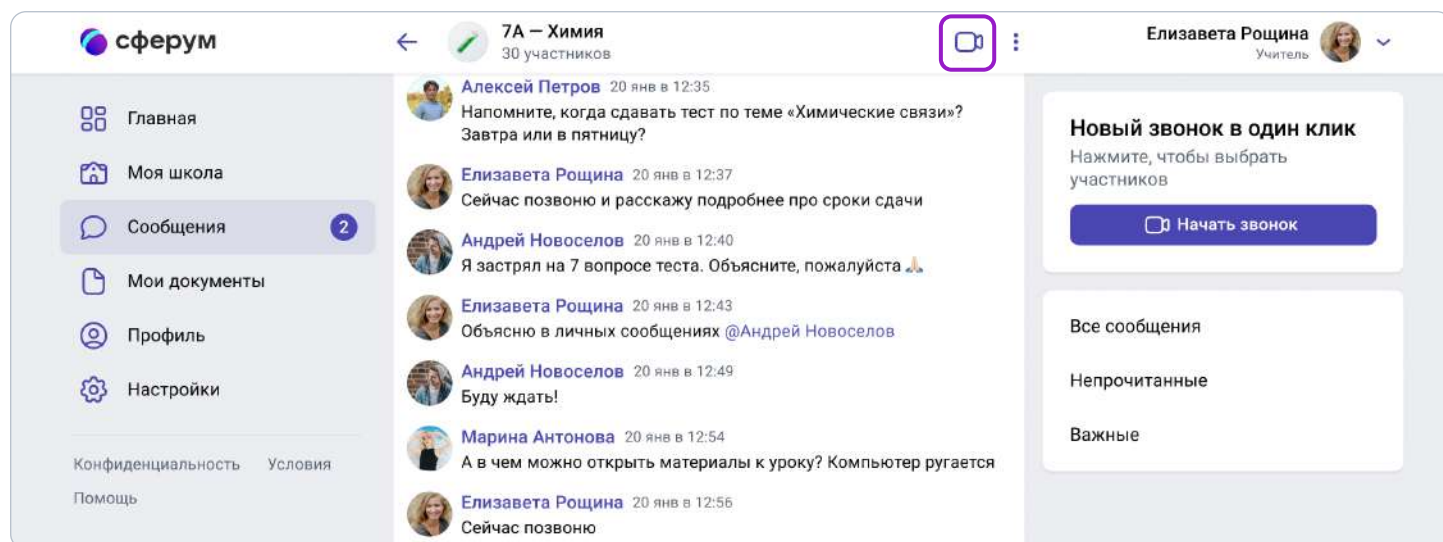 сферум
7А — Химия
30 участников
Елизавета Рощина
Учитель
Главная
Моя школа
Сообщения 2
Мои документы
Профиль
Настройки
Конфиденциальность Условия
Помощь
Алексей Петров 20 янв в 12:35
Напомните, когда сдавать тест по теме «Химические связи»?
Завтра или в пятницу?
Елизавета Рощина 20 янв в 12:37
Сейчас позвоню и расскажу подробнее про сроки сдачи
Андрей Новоселов 20 янв в 12:40
Я застрял на 7 вопросе теста. Объясните, пожалуйста 🙏🏻
Елизавета Рощина 20 янв в 12:43
Объясню в личных сообщениях @Андрей Новоселов
Андрей Новоселов 20 янв в 12:49
Буду ждать!
Марина Антонова 20 янв в 12:54
А в чем можно открыть материалы к уроку? Компьютер ругается
Елизавета Рощина 20 янв в 12:56
Сейчас позвоню
Новый звонок в один клик
Нажмите, чтобы выбрать
участников
Начать звонок
Все сообщения
Непрочитанные
Важные